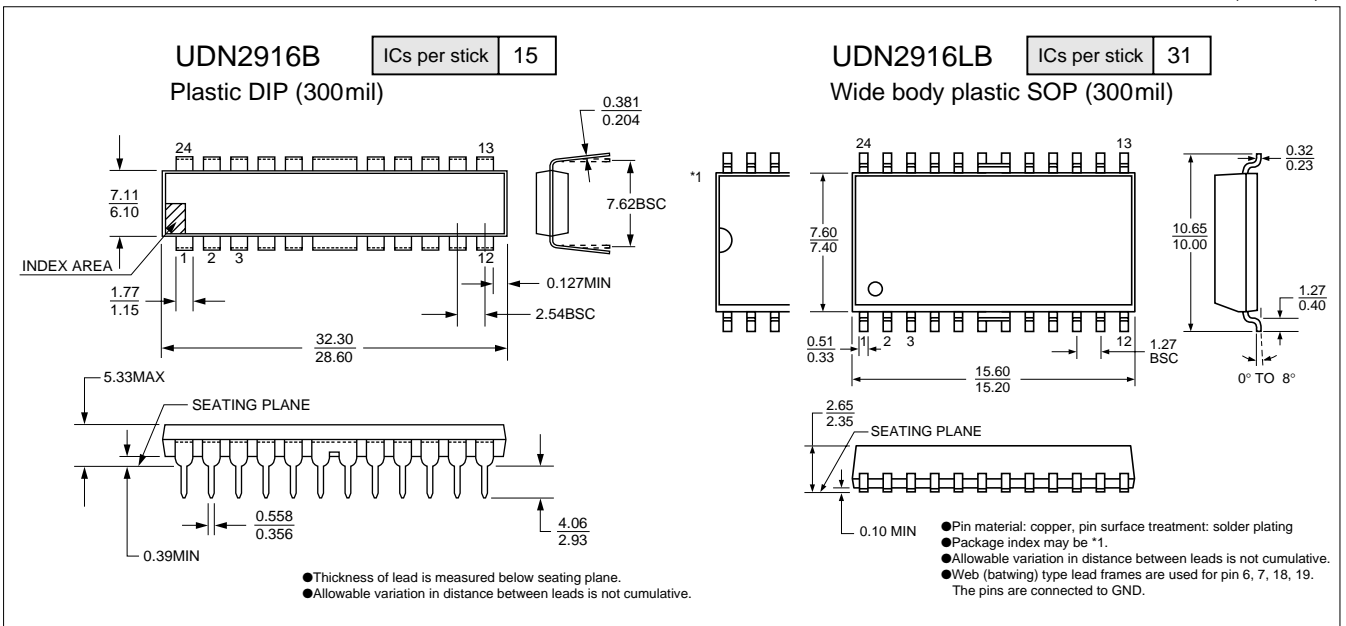 UDN2916B
ICs per stick 15
Plastic DIP (300mil)
0.381
0.204
24
13
7.11
6.10
7.62BSC
INDEX AREA
1
2
3
12
0.127MIN
1.77
1.15
2.54BSC
32.30
28.60
5.33MAX
SEATING PLANE
0.558
0.356
4.06
2.93
0.39MIN
●Thickness of lead is measured below seating plane.
●Allowable variation in distance between leads is not cumulative.
UDN2916LB
ICs per stick 31
Wide body plastic SOP (300mil)
24
13
0.32
0.23
*1
7.60
7.40
10.65
10.00
1.27
0.40
0.51
0.33
1
2
3
12
1.27
BSC
0° TO 8°
15.60
15.20
2.65
2.35
SEATING PLANE
0.10 MIN
●Pin material: copper, pin surface treatment: solder plating
●Package index may be *1.
●Allowable variation in distance between leads is not cumulative.
●Web (batwing) type lead frames are used for pin 6, 7, 18, 19.
The pins are connected to GND.